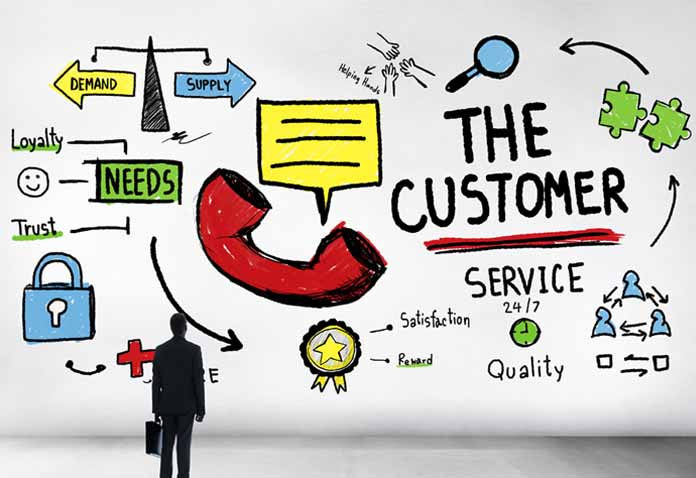 DEMAND
SUPPLY
Helping Hands
Loyalty
NEEDS
Trust
THE
CUSTOMER
SERVICE
24/7
Quality
Satisfaction
Reward